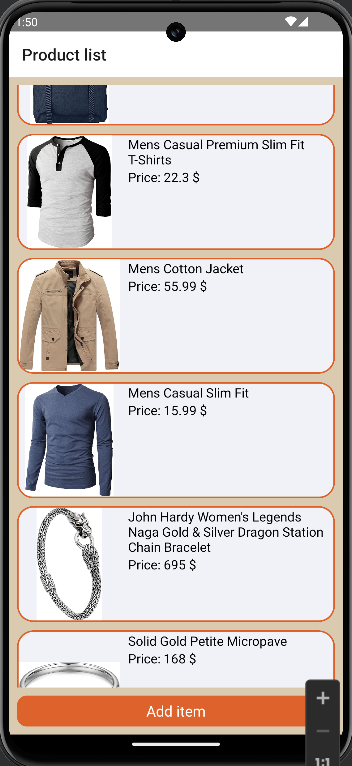 1:50
Product list
Mens Casual Premium Slim Fit
T-Shirts
Price: 22.3 $
Mens Cotton Jacket
Price: 55.99 $
Mens Casual Slim Fit
Price: 15.99 $
John Hardy Women's Legends
Naga Gold & Silver Dragon Station
Chain Bracelet
Price: 695 $
Solid Gold Petite Micropave
Price: 168 $
Add item
+
−
1:1